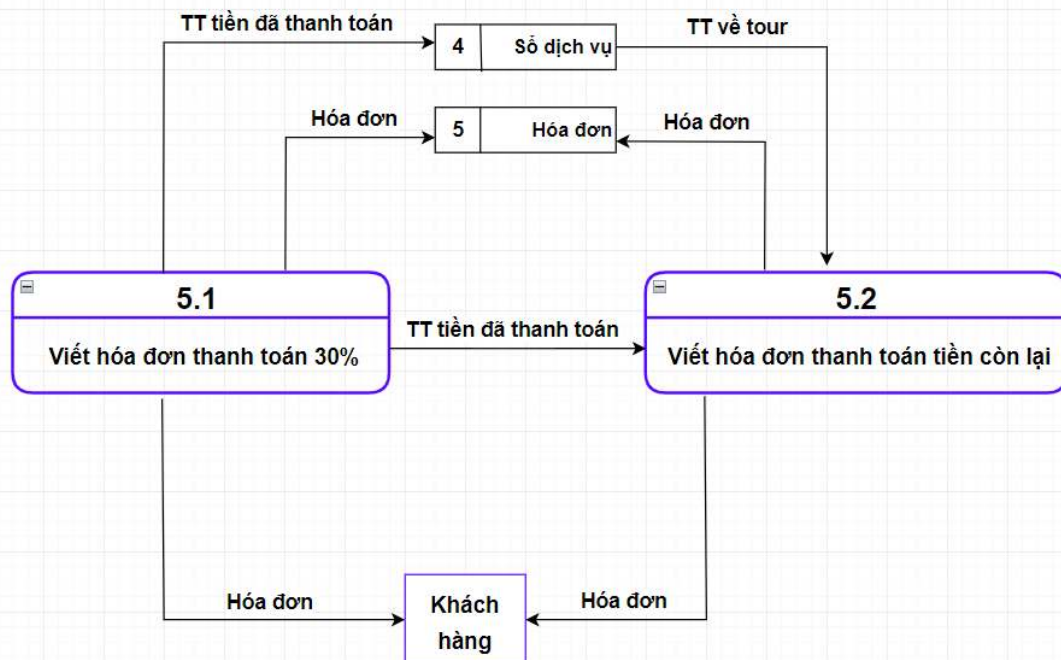 TT tiền đã thanh toán
4 Sổ dịch vụ
TT về tour
Hóa đơn
5 Hóa đơn
Hóa đơn
5.1
Viết hóa đơn thanh toán 30%
TT tiền đã thanh toán
5.2
Viết hóa đơn thanh toán tiền còn lại
Hóa đơn
Khách
hàng
Hóa đơn